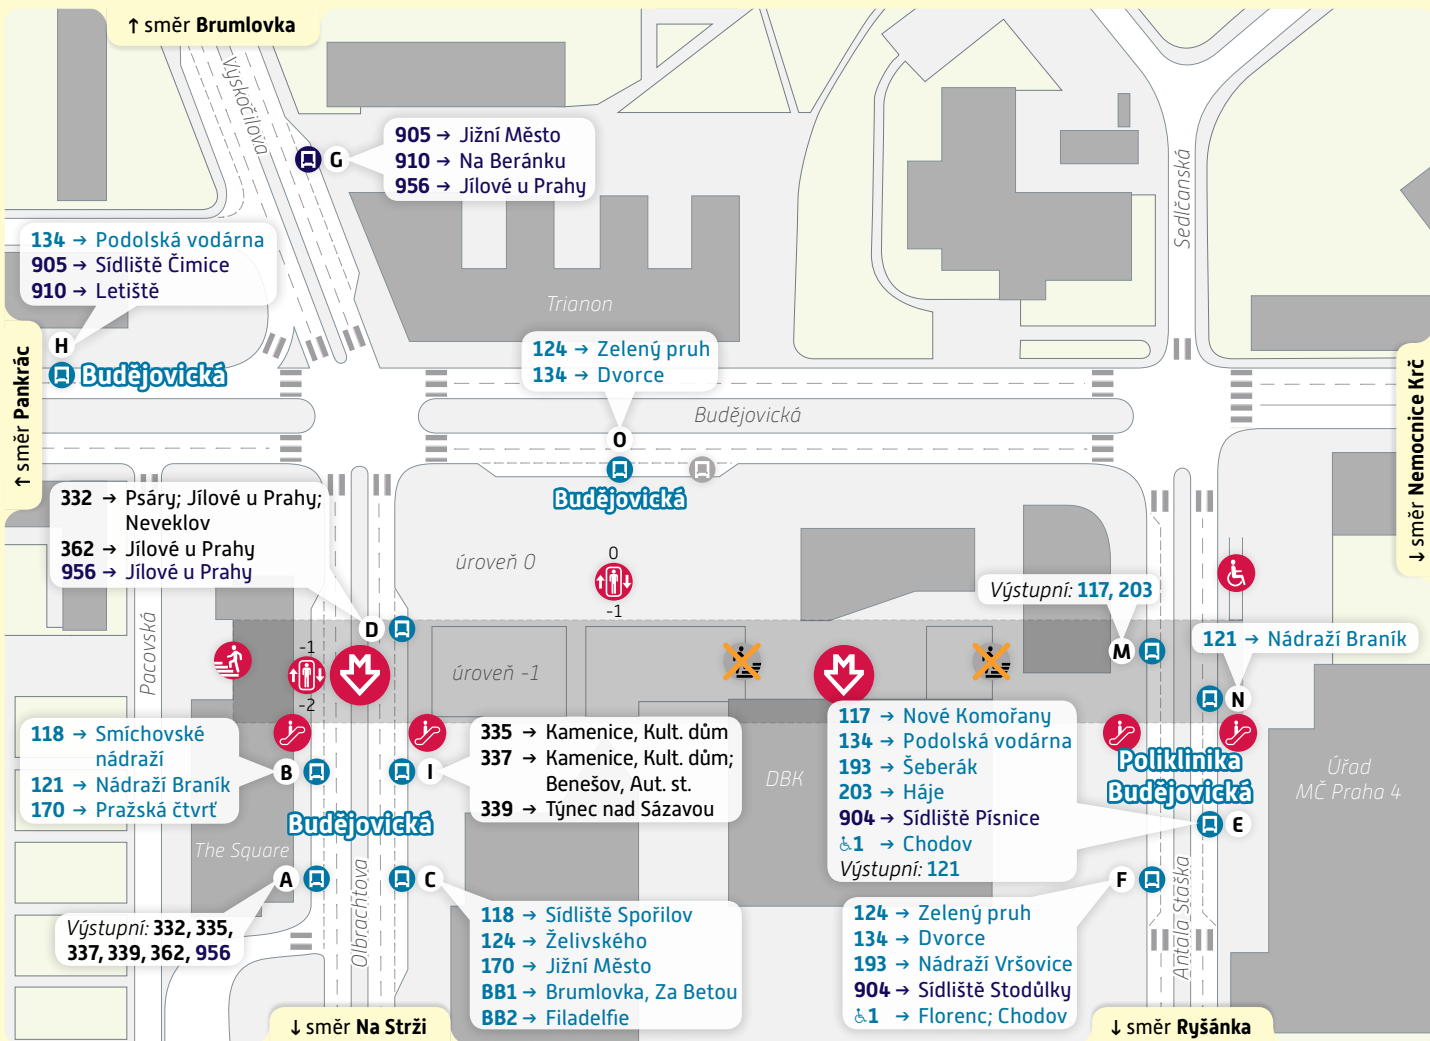 ↑ směr Brumlovka
Vyskočilova
G
905 → Jižní Město
910 → Na Beránku
956 → Jílové u Prahy
Sedlčanská
134 → Podolská vodárna
905 → Sídliště Čimice
910 → Letiště
H
Budějovická
↑ směr Pankrác
Trianon
124 → Zelený pruh
134 → Dvorce
O
Budějovická
Budějovická
↓ směr Nemocnice Krč
332 → Psáry; Jílové u Prahy;
Neveklov
362 → Jílové u Prahy
956 → Jílové u Prahy
D
Pacovská
úroveň 0
0
-1
úroveň -1
-1
-2
Výstupní: 117, 203
M
121 → Nádraží Braník
N
118 → Smíchovské
nádraží
121 → Nádraží Braník
170 → Pražská čtvrť
B
I
335 → Kamenice, Kult. dům
337 → Kamenice, Kult. dům;
Benešov, Aut. st.
339 → Týnec nad Sázavou
Budějovická
DBK
117 → Nové Komořany
134 → Podolská vodárna
193 → Šeberák
203 → Háje
904 → Sídliště Písnice
1 → Chodov
Výstupní: 121
Poliklinika
Budějovická
E
Úřad
MČ Praha 4
The Square
A
Výstupní: 332, 335,
337, 339, 362, 956
Olbrachtova
C
118 → Sídliště Spořilov
124 → Želivského
170 → Jižní Město
BB1 → Brumlovka, Za Betou
BB2 → Filadelfie
F
124 → Zelený pruh
134 → Dvorce
193 → Nádraží Vršovice
904 → Sídliště Stodůlky
1 → Florenc; Chodov
Antala Staška
↓ směr Na Strži
↓ směr Ryšánka